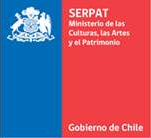 SERPAT
Ministerio de las
Culturas, las Artes
y el Patrimonio
Gobierno de Chile